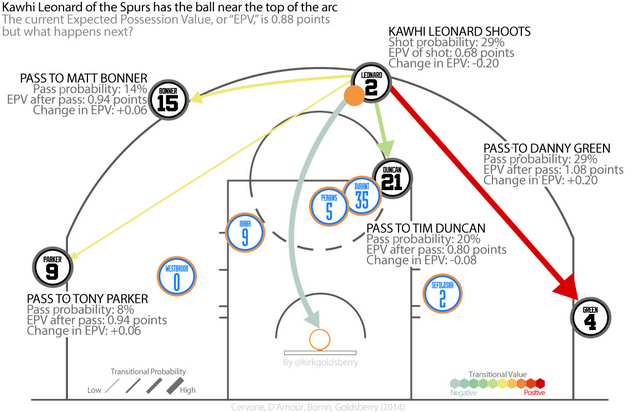 Kawhi Leonard of the Spurs has the ball near the top of the arc
The current Expected Possession Value, or "EPV," is 0.88 points
but what happens next?
KAWHI LEONARD SHOOTS
Shot probability: 29%
EPV of shot: 0.68 points
Change in EPV: -0.20
PASS TO MATT BONNER
Pass probability: 14%
EPV after pass: 0.94 points
Change in EPV: +0.06
LEONARD
2
BONNER
15
PASS TO DANNY GREEN
Pass probability: 29%
EPV after pass: 1.08 points
Change in EPV: +0.20
DUNCAN
21
DURANT
35
PERKINS
5
IBAKA
9
PASS TO TIM DUNCAN
Pass probability: 20%
EPV after pass: 0.80 points
Change in EPV: -0.08
PARKER
9
WESTBROOK
0
SEFOLOSHA
2
PASS TO TONY PARKER
Pass probability: 8%
EPV after pass: 0.94 points
Change in EPV: +0.06
GREEN
4
By @kirkgoldsberry
Transitional Probability
Low
High
Transitional Value
Negative
Positive
Cervone, D'Amour, Bornn, Goldsberry (2014)